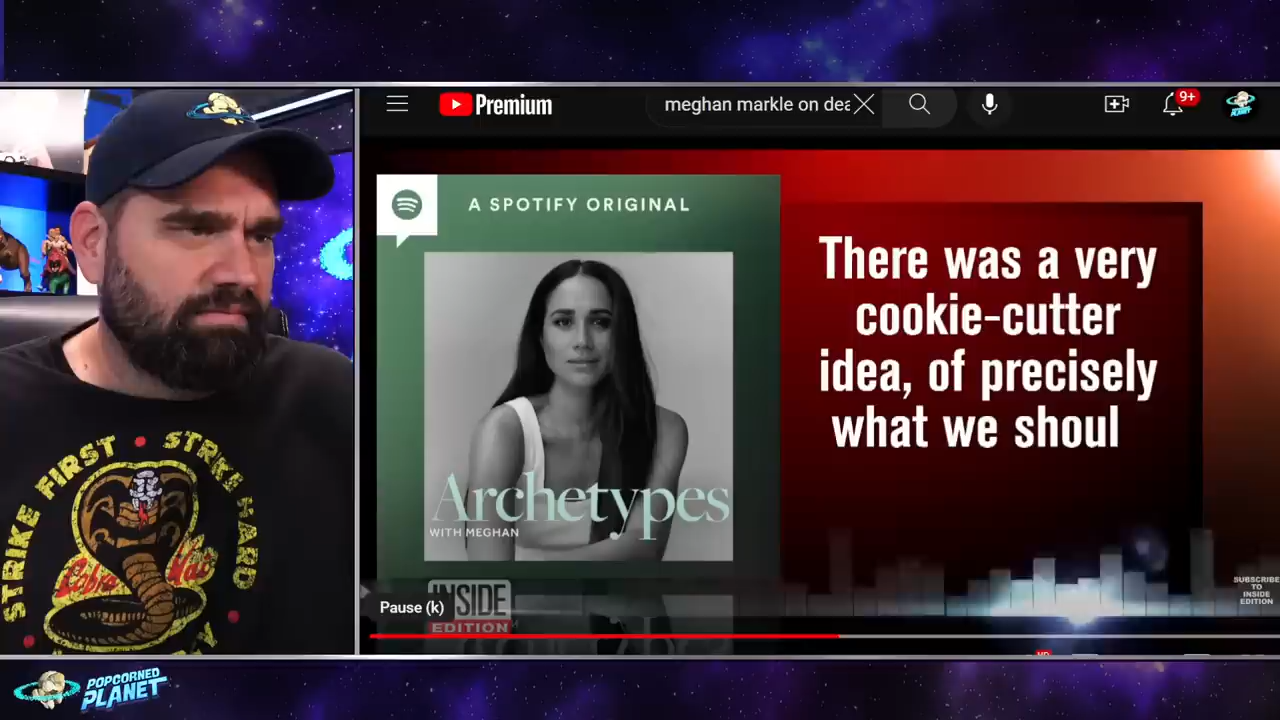 Premium
meghan markle on dea
9+
A SPOTIFY ORIGINAL
Archetypes
WITH MEGHAN
There was a very
cookie-cutter
idea, of precisely
what we shoul
Pause (k)
INSIDE
EDITION
SUBSCRIBE
TO
INSIDE
EDITION
HD
STRIKE FIRST • STRIKE HARD
Cobra Kai
POPCORNED
PLANET